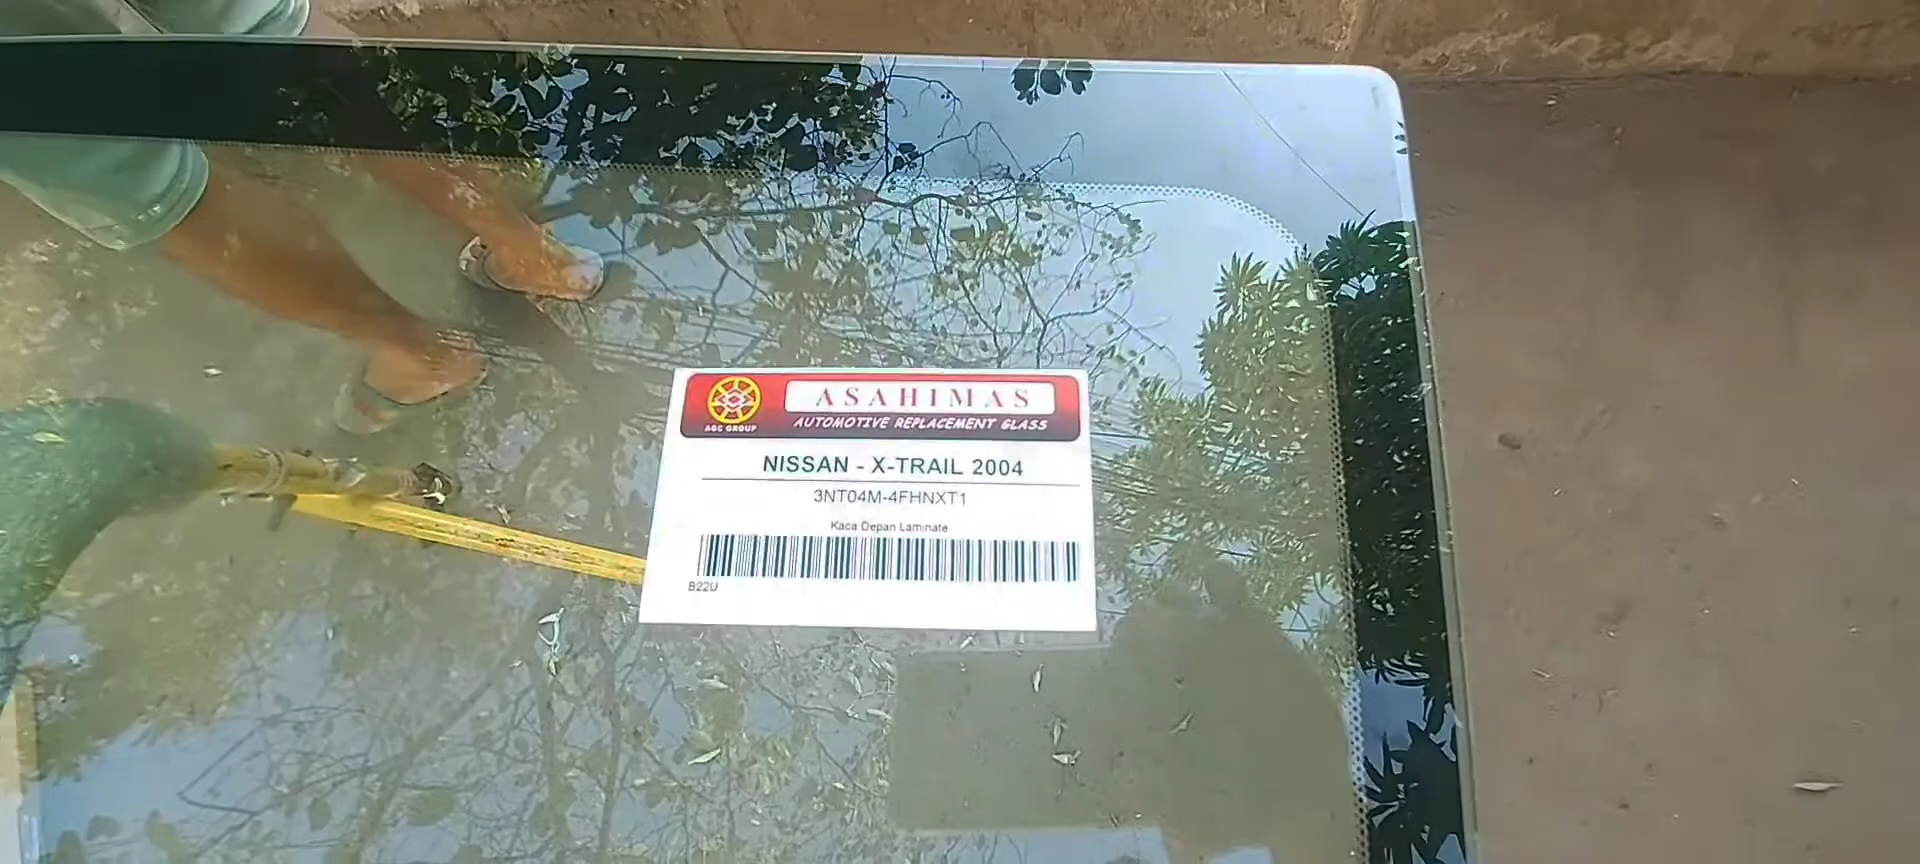 ASAHIMAS
AGC GROUP
AUTOMOTIVE REPLACEMENT GLASS
NISSAN - X-TRAIL 2004
3NT04M-4FHNXT1
Kaca Depan Laminate
B22U